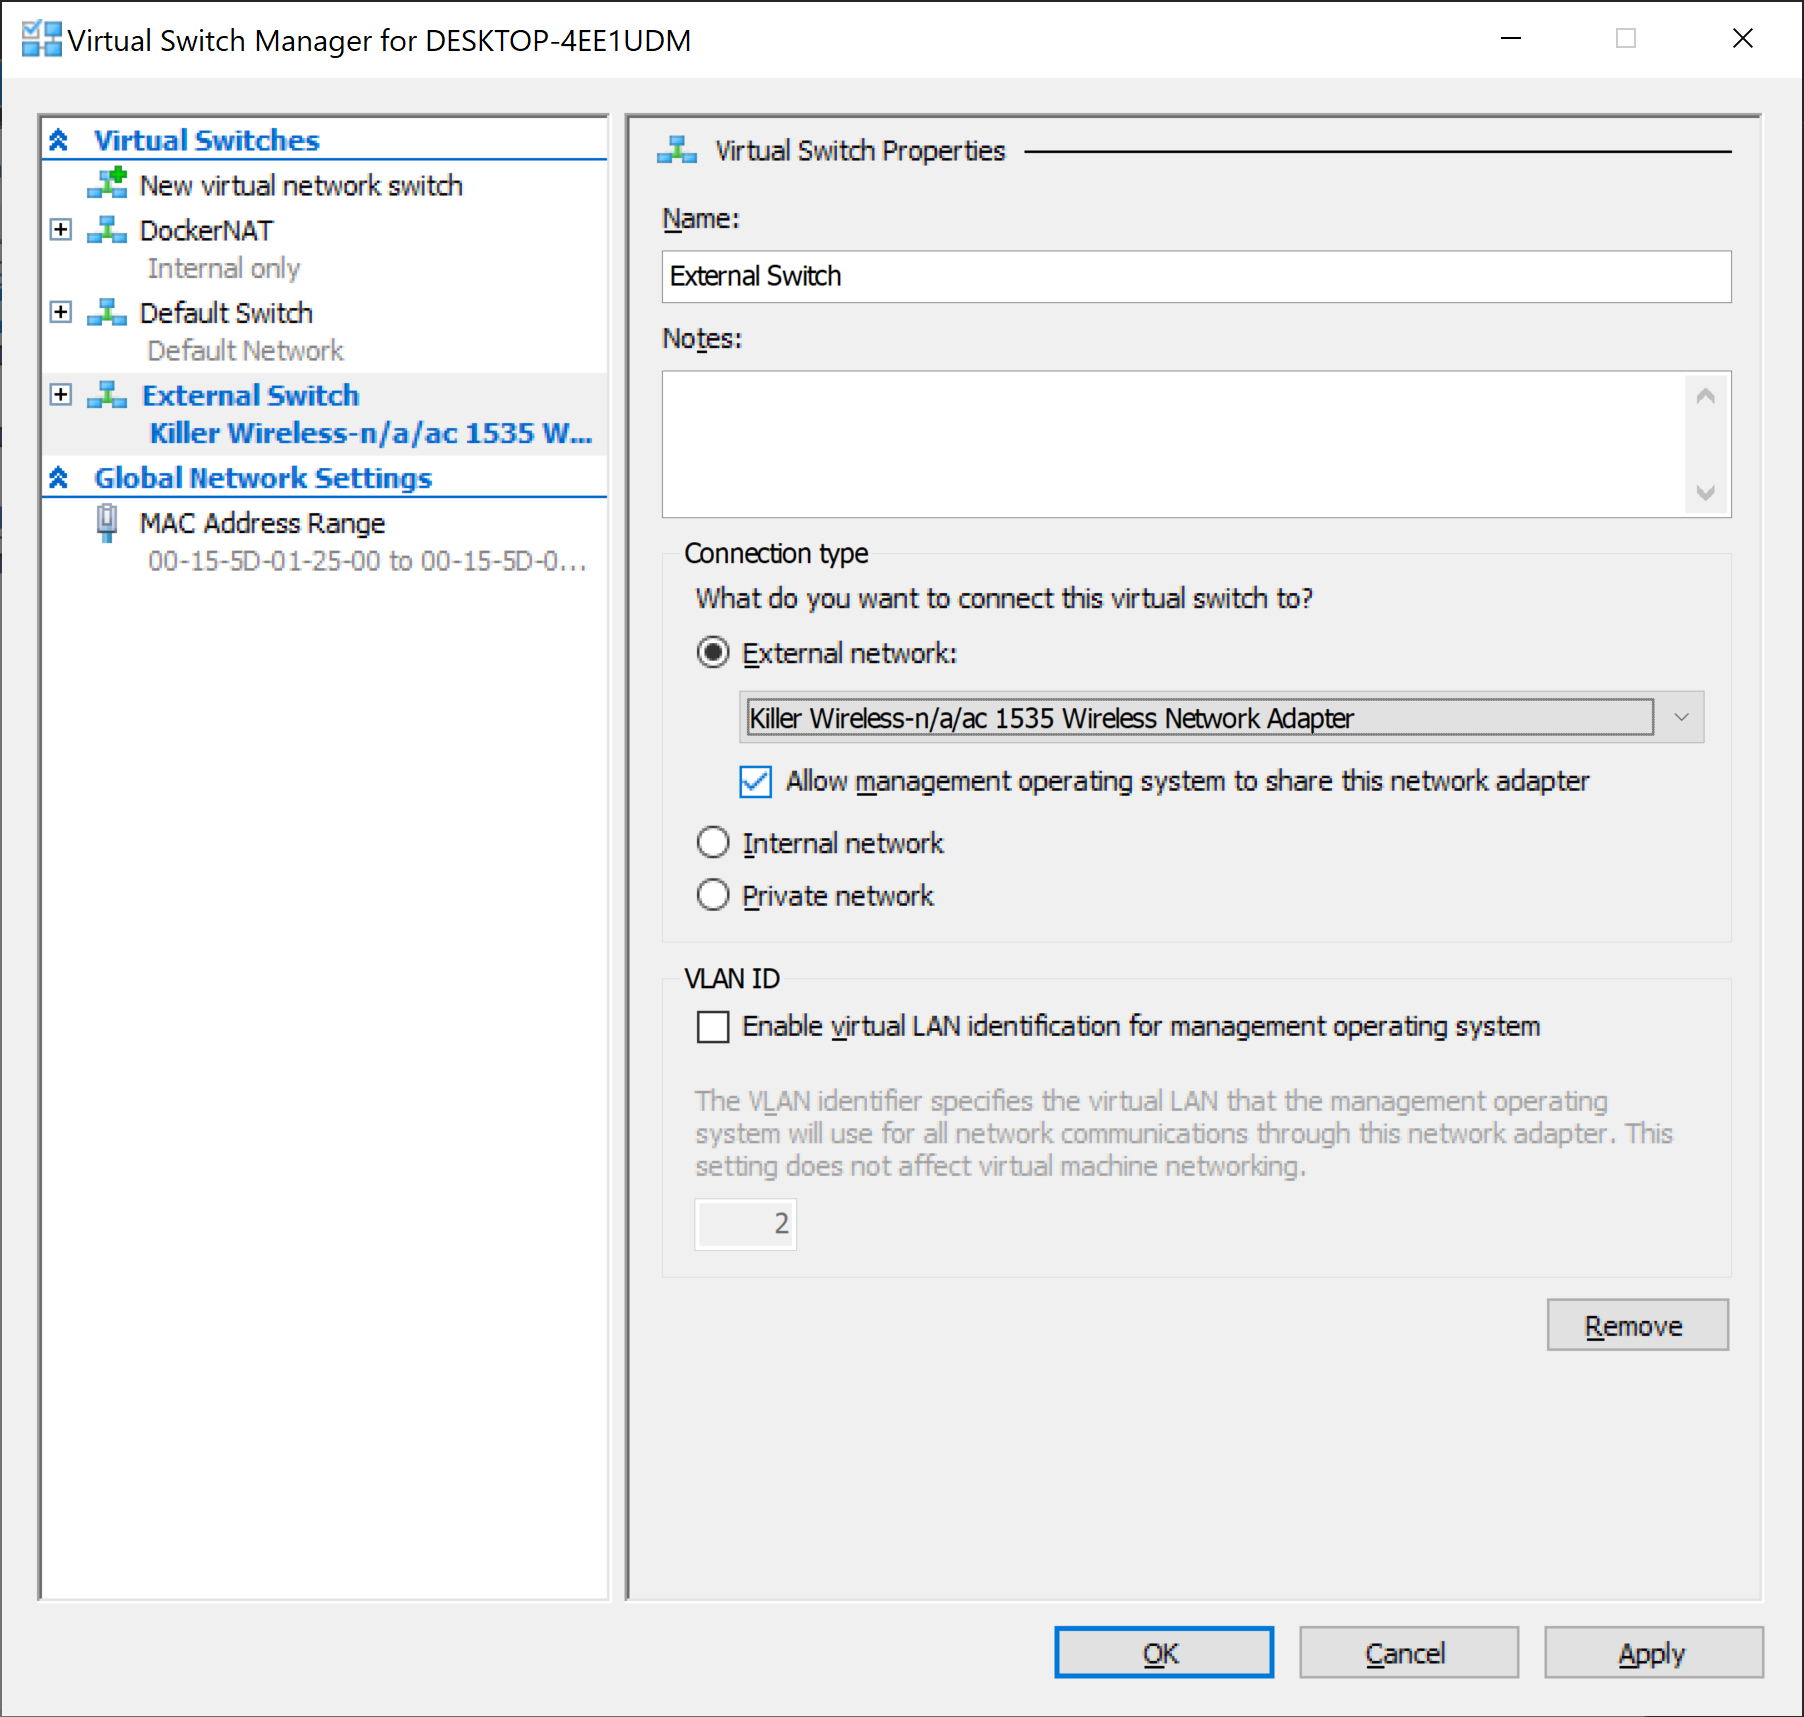 Virtual Switch Manager for DESKTOP-4EE1UDM
Virtual Switches
New virtual network switch
DockerNAT
Internal only
Default Switch
Default Network
External Switch
Killer Wireless-n/a/ac 1535 W...
Global Network Settings
MAC Address Range
00-15-5D-01-25-00 to 00-15-5D-0...
Virtual Switch Properties
Name:
External Switch
Notes:
Connection type
What do you want to connect this virtual switch to?
External network:
Killer Wireless-n/a/ac 1535 Wireless Network Adapter
Allow management operating system to share this network adapter
Internal network
Private network
VLAN ID
Enable virtual LAN identification for management operating system
The VLAN identifier specifies the virtual LAN that the management operating
system will use for all network communications through this network adapter. This
setting does not affect virtual machine networking.
2
Remove
OK
Cancel
Apply